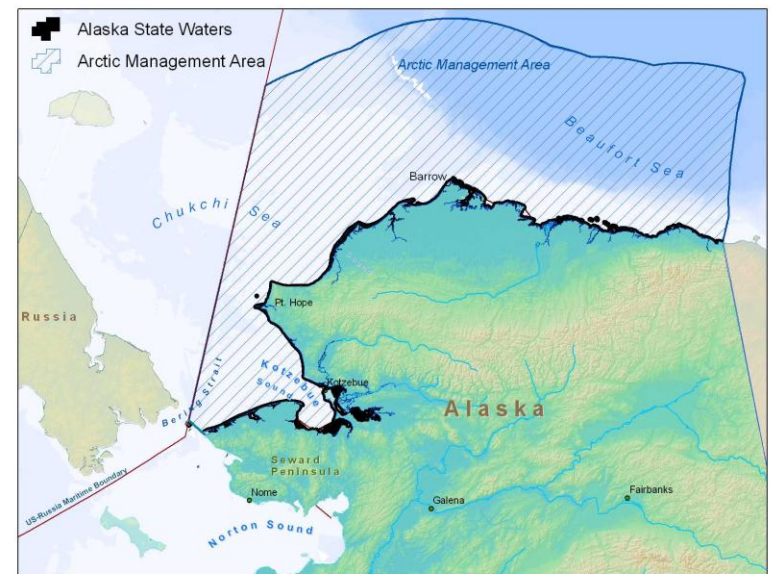 Alaska State Waters
Arctic Management Area
Arctic Management Area
Beaufort Sea
Barrow
Chukchi Sea
Pt. Hope
Russia
Kotzebue
Sound
Kotzebue
Bering Strait
Alaska
Seward
Peninsula
Nome
Galena
Fairbanks
US-Russia Maritime Boundary
Norton Sound